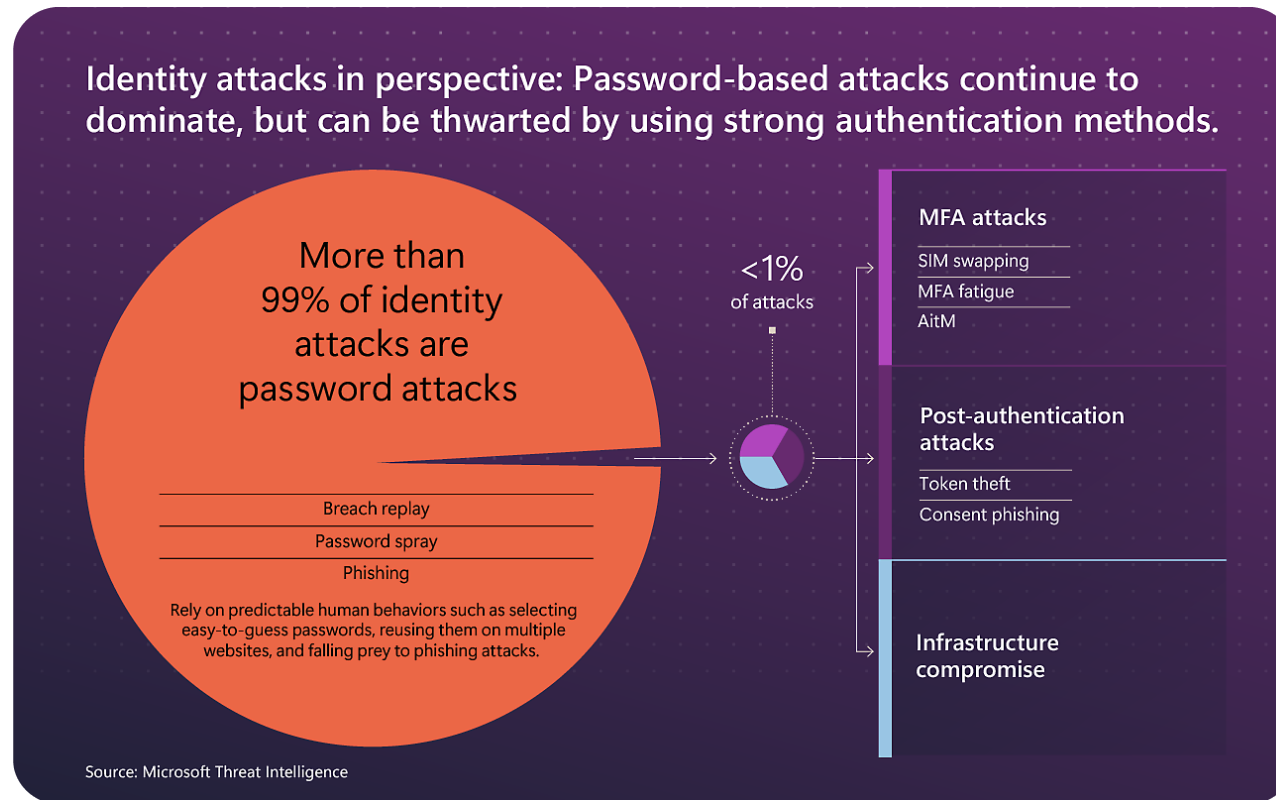 Identity attacks in perspective: Password-based attacks continue to
dominate, but can be thwarted by using strong authentication methods.
More than
99% of identity
attacks are
password attacks
Breach replay
Password spray
Phishing
Rely on predictable human behaviors such as selecting
easy-to-guess passwords, reusing them on multiple
websites, and falling prey to phishing attacks.
<1%
of attacks
MFA attacks
SIM swapping
MFA fatigue
AitM
Post-authentication
attacks
Token theft
Consent phishing
Infrastructure
compromise
Source: Microsoft Threat Intelligence